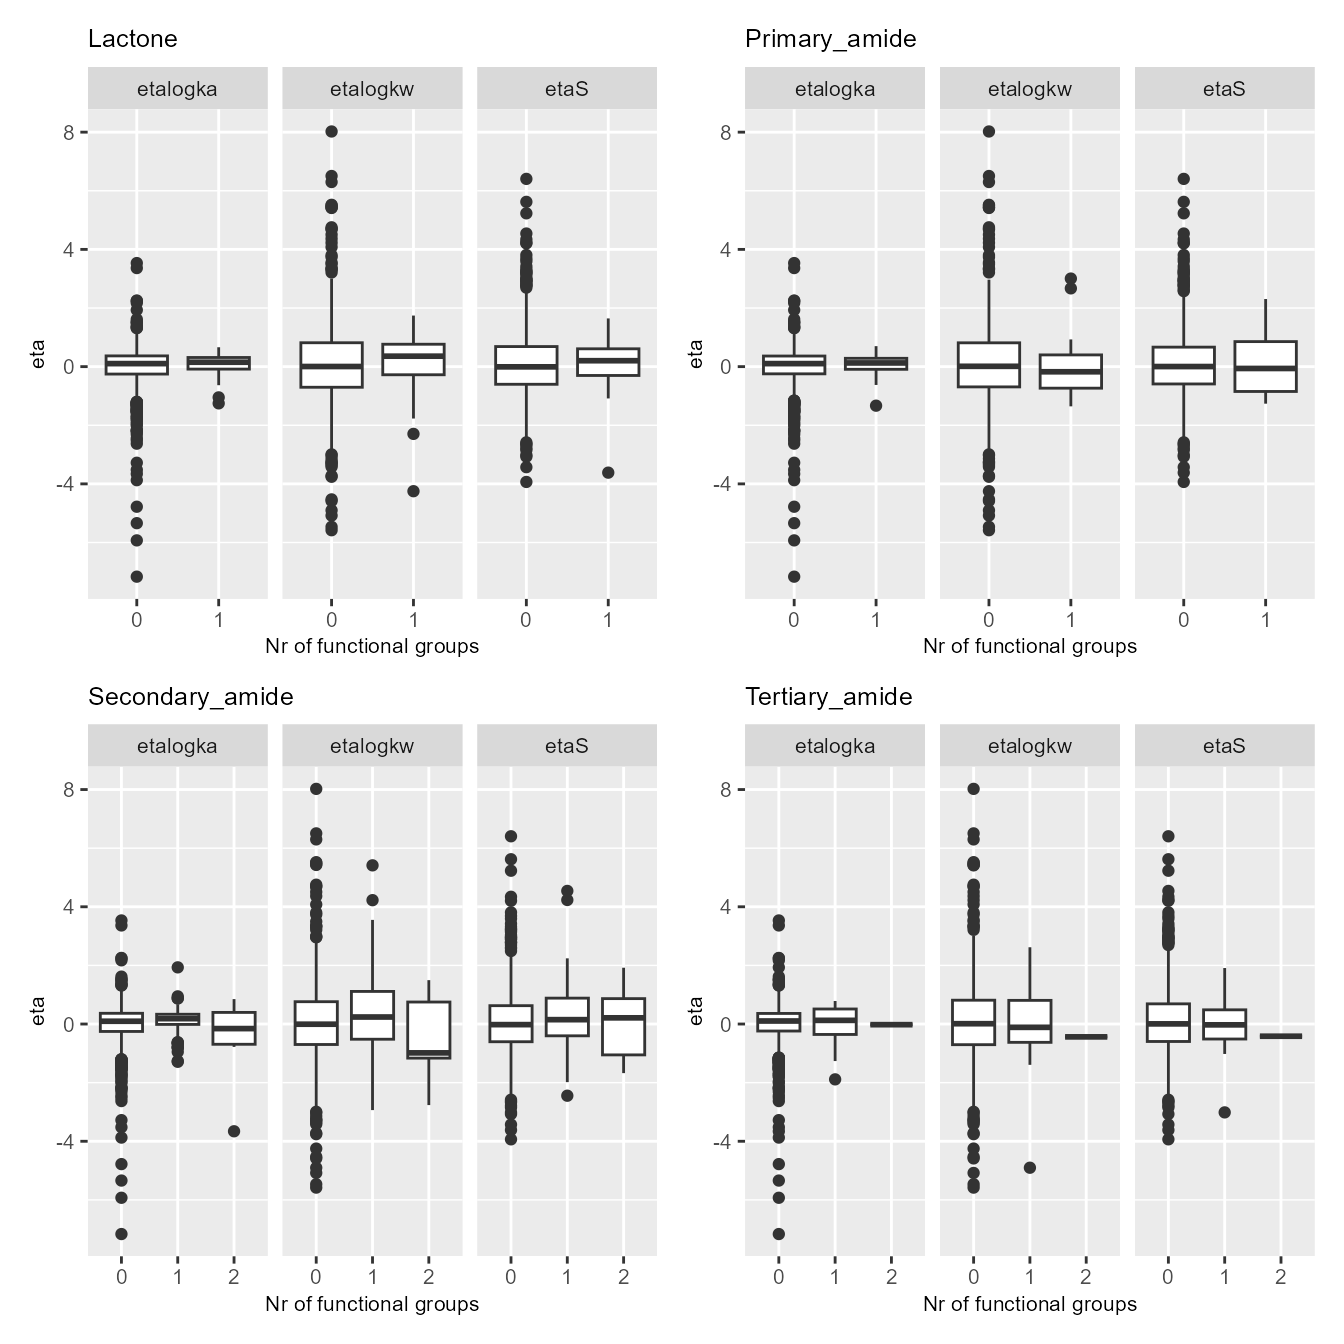 Lactone
etalogka etalogkw etaS
8
4
0
-4
eta
0 1 0 1 0 1
Nr of functional groups
Primary_amide
etalogka etalogkw etaS
8
4
0
-4
eta
0 1 0 1 0 1
Nr of functional groups
Secondary_amide
etalogka etalogkw etaS
8
4
0
-4
eta
0 1 2 0 1 2 0 1 2
Nr of functional groups
Tertiary_amide
etalogka etalogkw etaS
8
4
0
-4
eta
0 1 2 0 1 2 0 1 2
Nr of functional groups